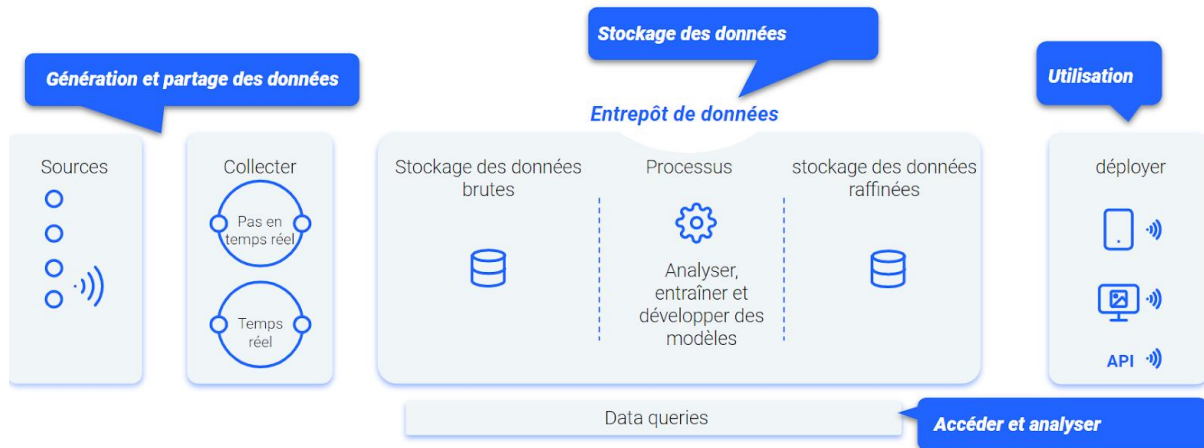 Stockage des données
Génération et partage des données
Utilisation
Entrepôt de données
Sources
Collecter
Pas en
temps réel
Temps
réel
Stockage des données
brutes
Processus
Analyser,
entraîner et
développer des
modèles
stockage des données
raffinées
déployer
API
Data queries
Accéder et analyser